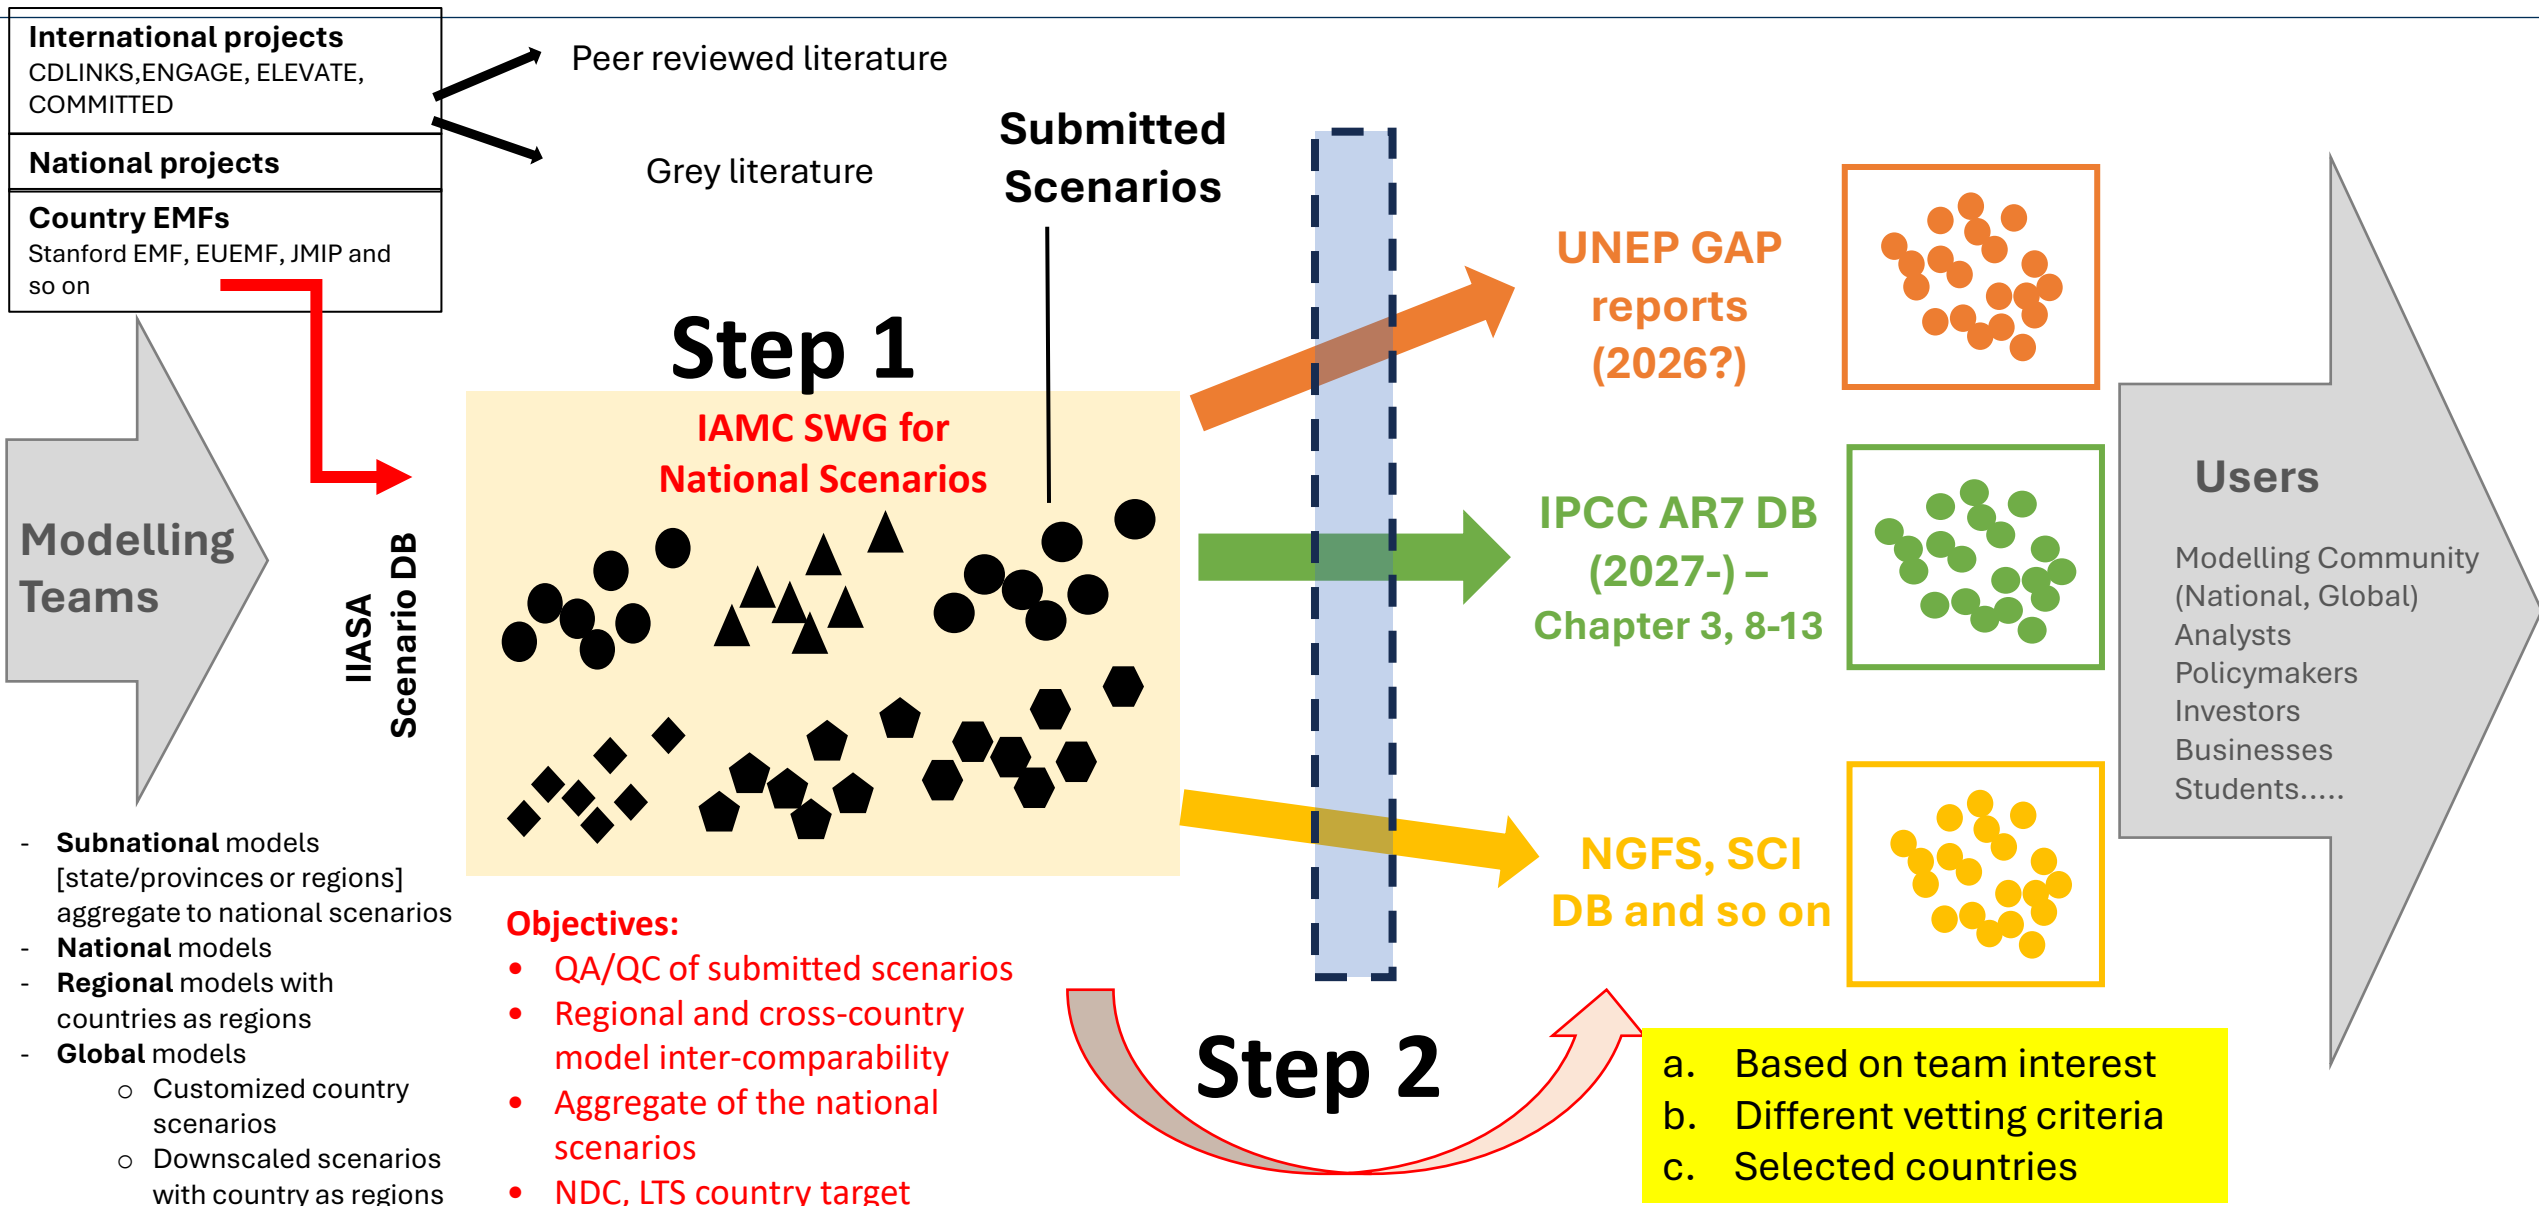 International projects
CDLINKS,ENGAGE, ELEVATE,
COMMITTED
National projects
Country EMFs
Stanford EMF, EUEMF, JMIP and
so on
Peer reviewed literature
Grey literature
Submitted
Scenarios
Step 1
IAMC SWG for
National Scenarios
Modelling
Teams
IIASA
Scenario DB
- Subnational models
[state/provinces or regions]
aggregate to national scenarios
- National models
- Regional models with
countries as regions
- Global models
o Customized country
scenarios
o Downscaled scenarios
with country as regions
Objectives:
• QA/QC of submitted scenarios
• Regional and cross-country
model inter-comparability
• Aggregate of the national
scenarios
• NDC, LTS country target
Step 2
UNEP GAP
reports
(2026?)
IPCC AR7 DB
(2027-) –
Chapter 3, 8-13
NGFS, SCI
DB and so on
a. Based on team interest
b. Different vetting criteria
c. Selected countries
Users
Modelling Community
(National, Global)
Analysts
Policymakers
Investors
Businesses
Students.....